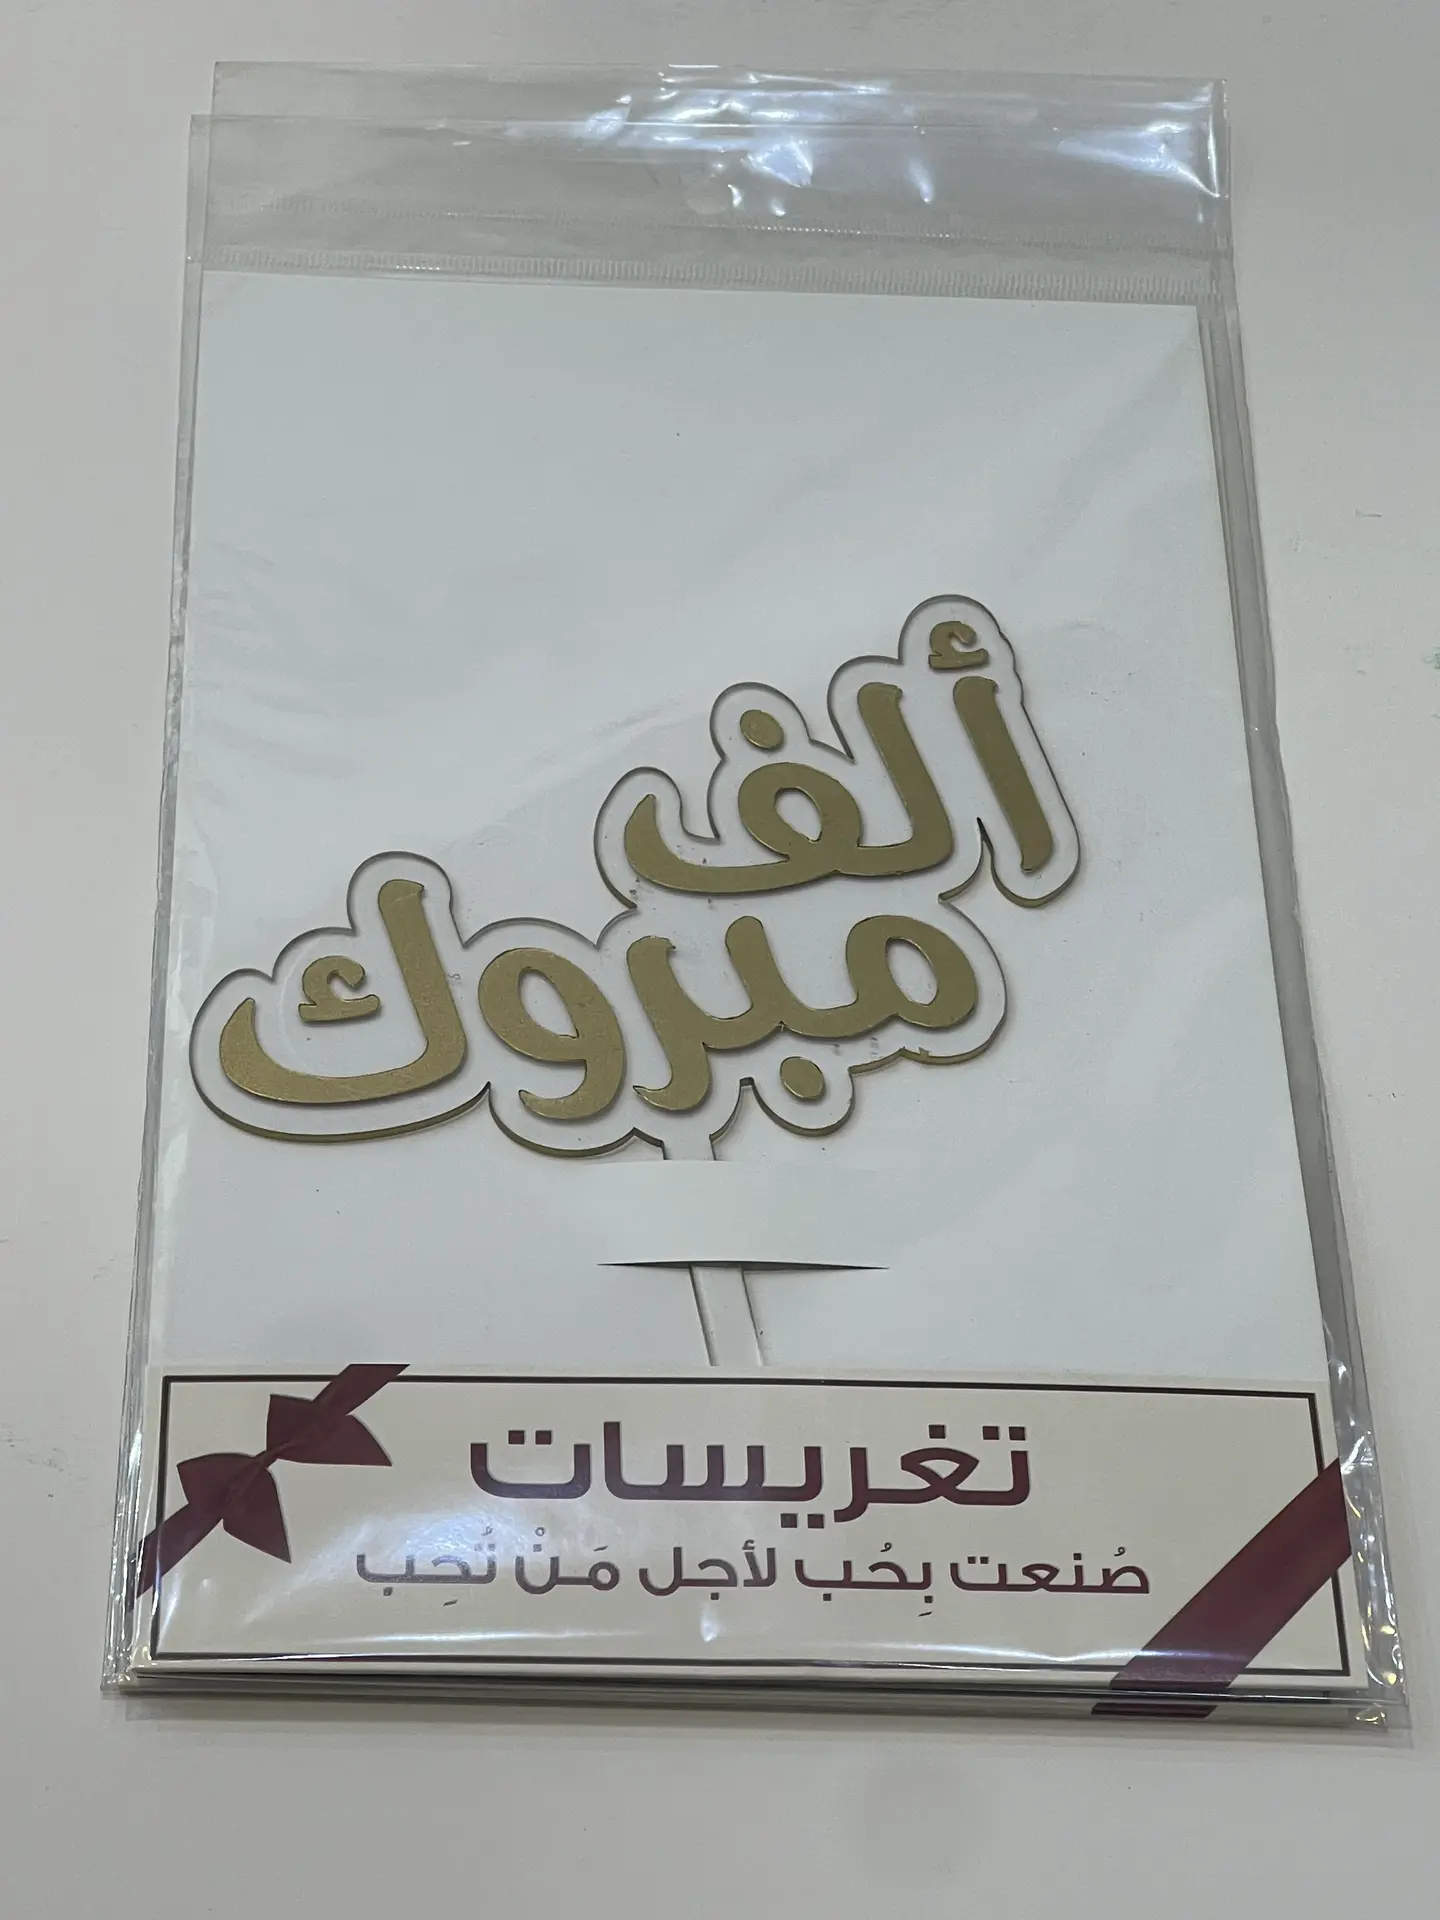 ألف
مبروك
تغريسات
صُنعت بِحُب لأجل مَنْ نُحِب